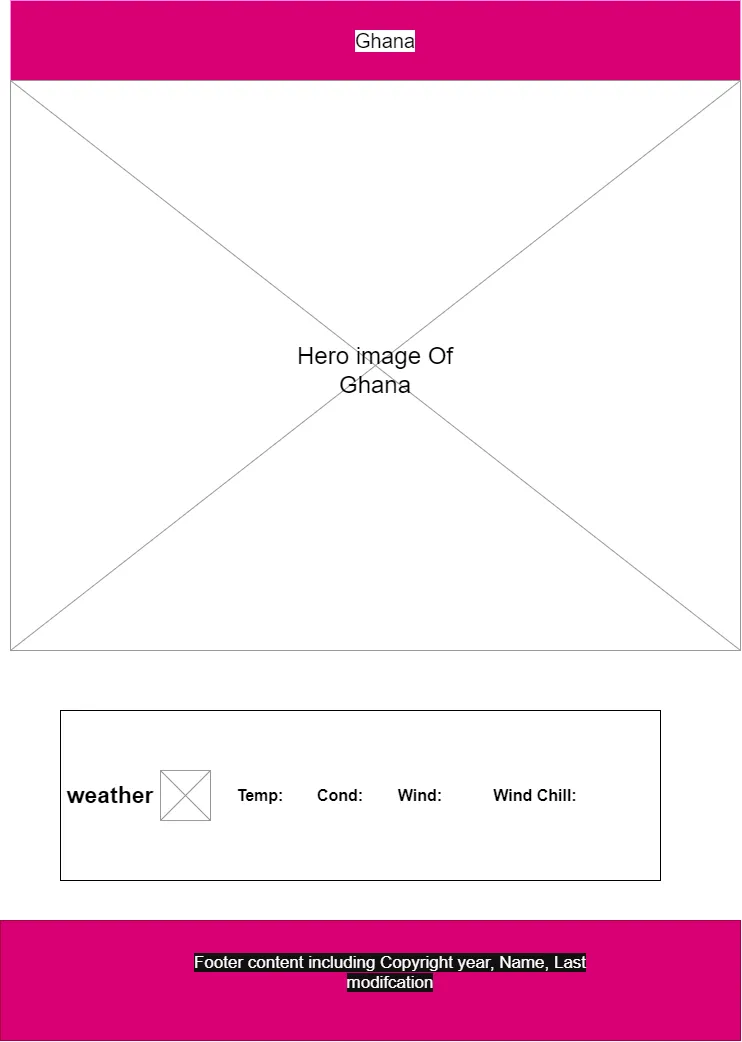 Ghana
Hero image Of
Ghana
weather
Temp: Cond: Wind: Wind Chill:
Footer content including Copyright year, Name, Last
modifcation